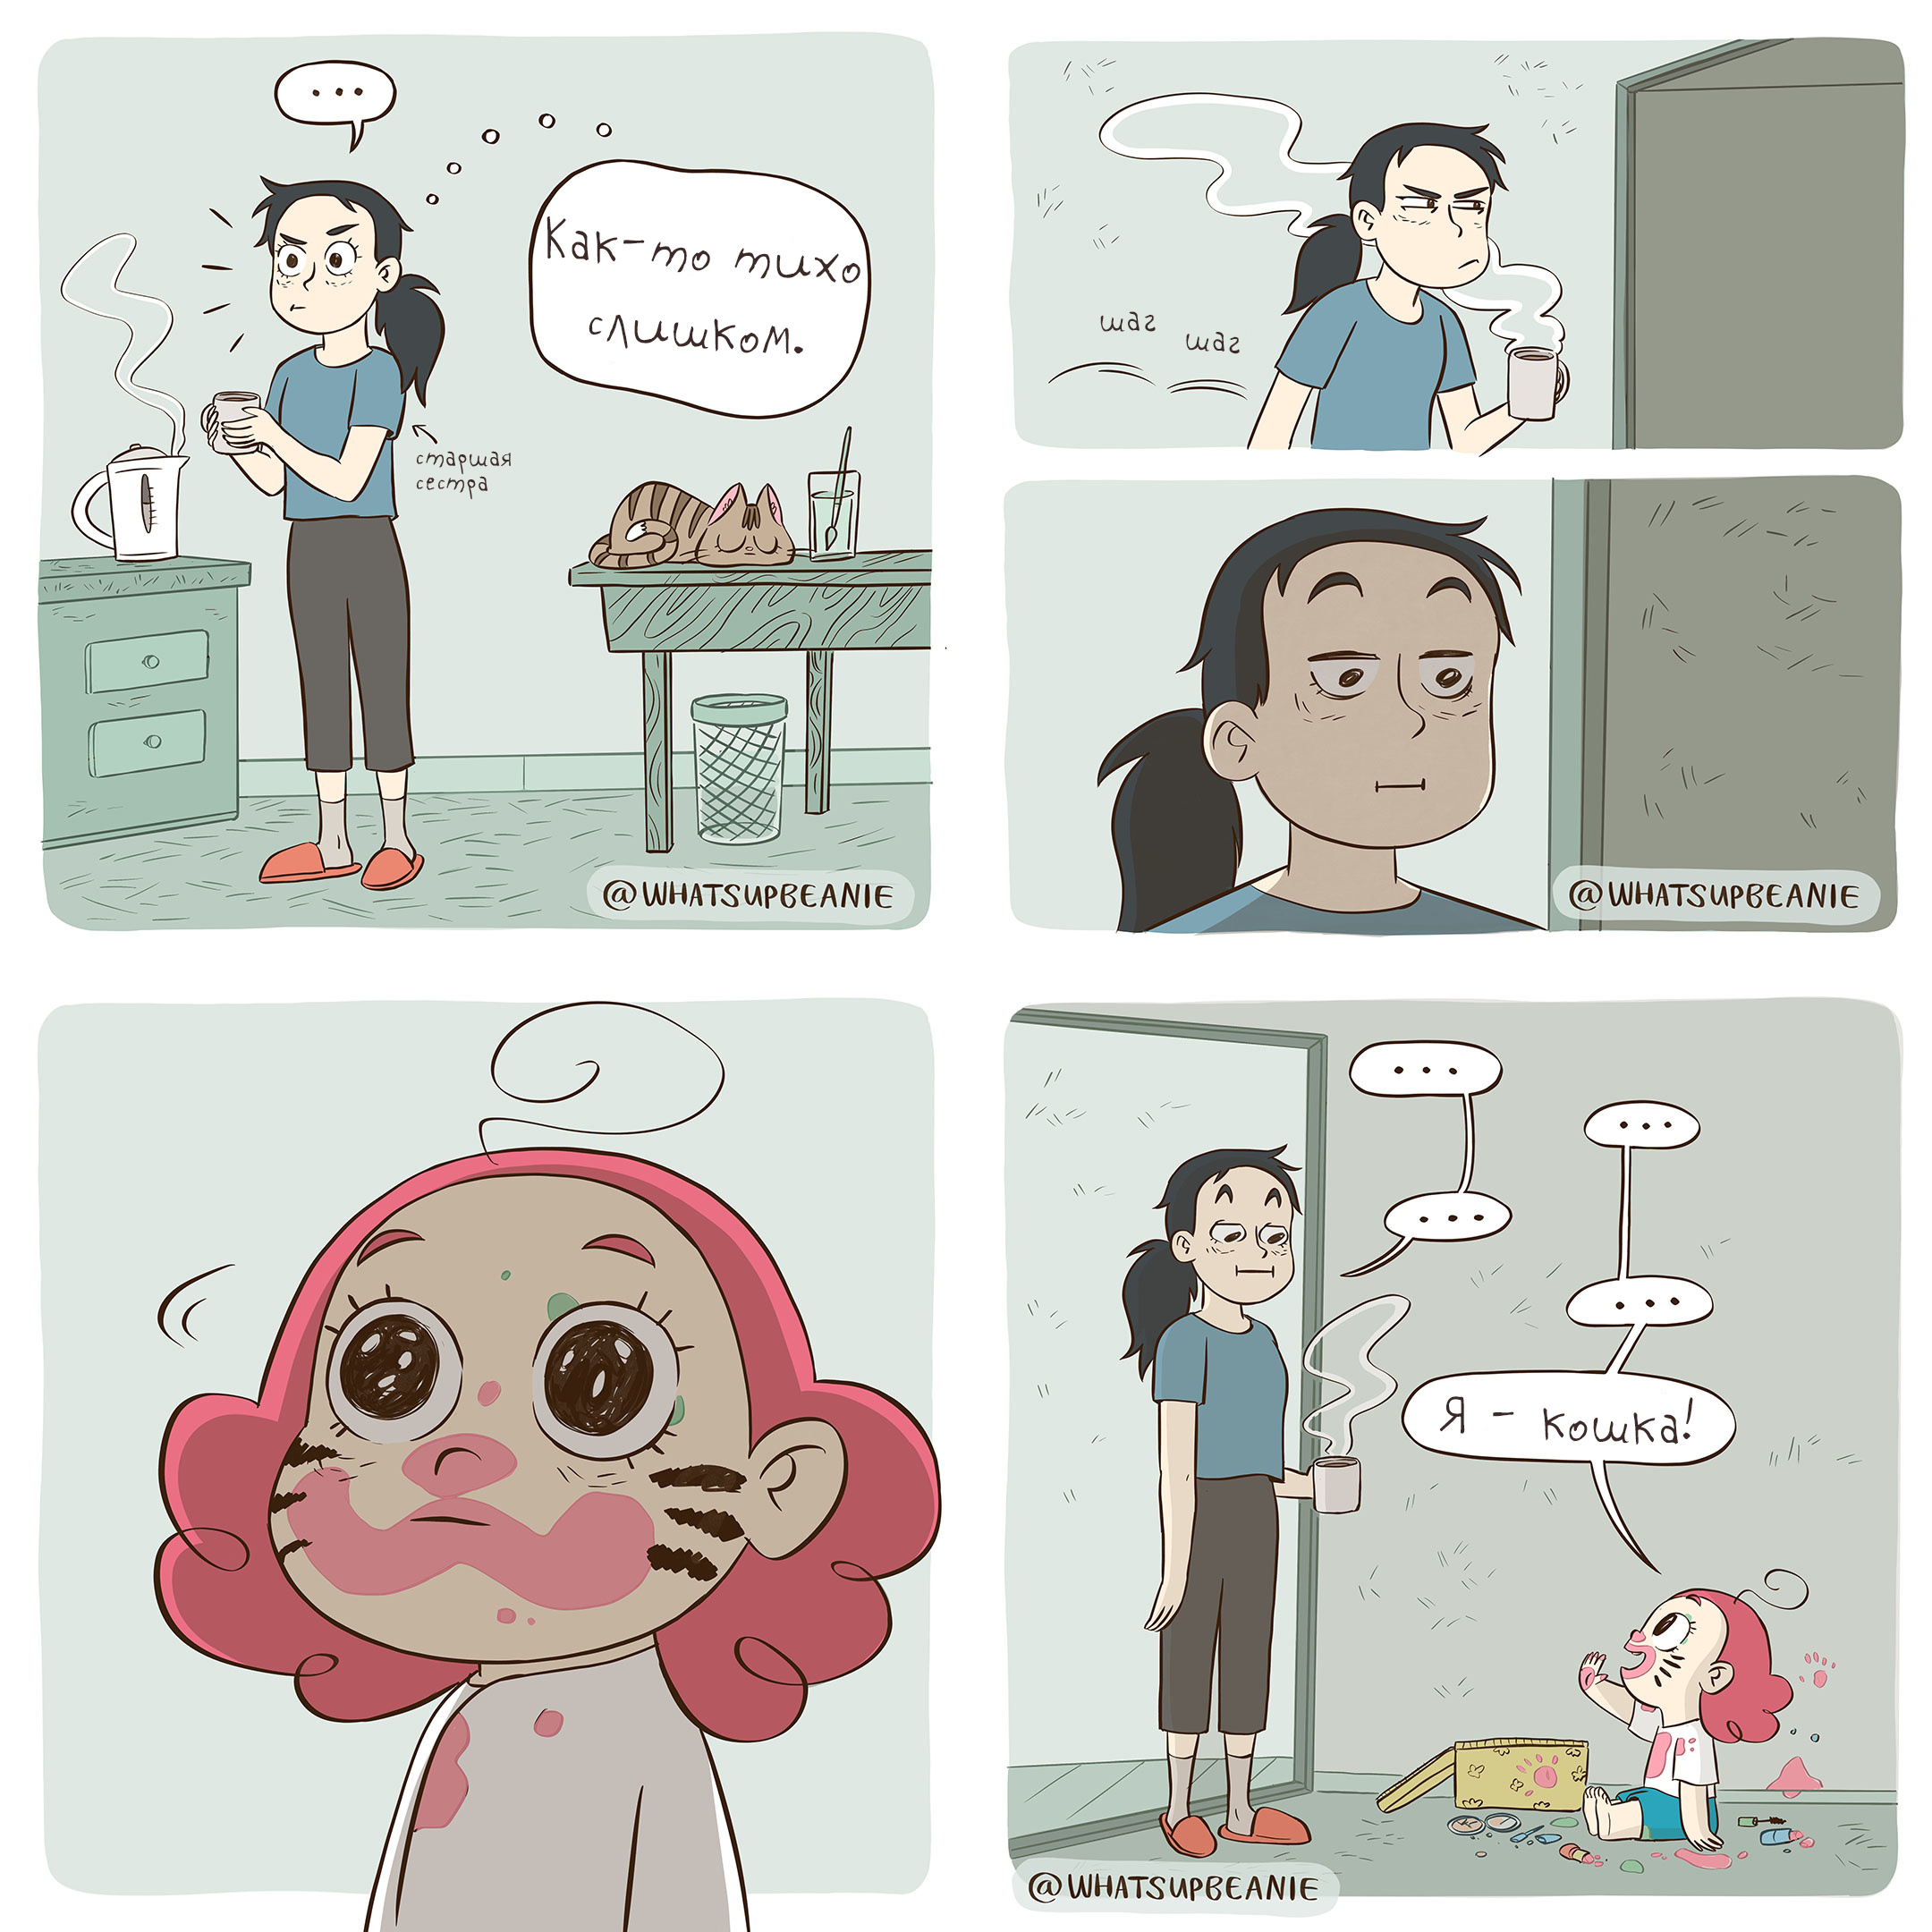 ...
Как-то тихо
слишком.
старшая
сестра
@WHATSUPBEANIE
шаг
шаг
@WHATSUPBEANIE
...
...
...
...
Я - кошка!
@WHATSUPBEANIE